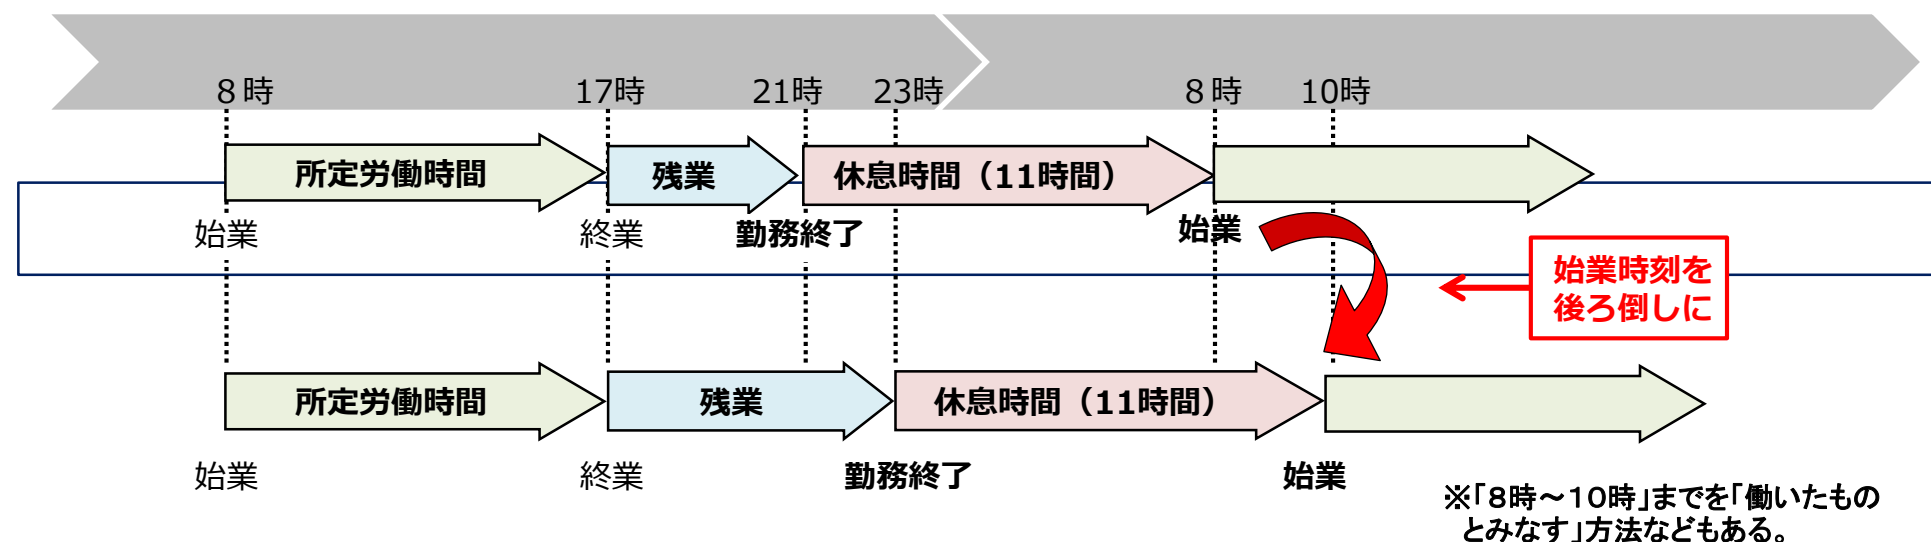 ８時 17時 21時 23時 ８時 10時
所定労働時間 残業 休息時間（11時間）
始業 終業 勤務終了 始業
始業時刻を
後ろ倒しに
所定労働時間 残業 休息時間（11時間）
始業 終業 勤務終了 始業
※「８時～１０時」までを「働いたもの
とみなす」方法などもある。